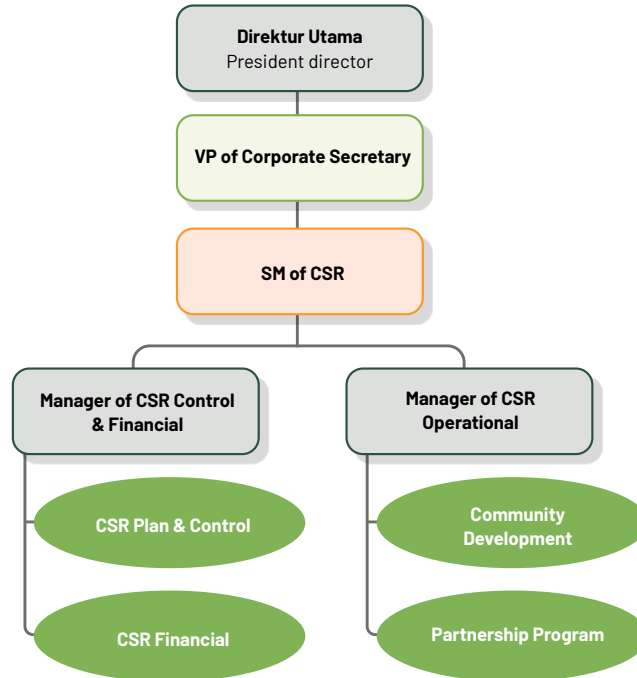 Direktur Utama
President director
VP of Corporate Secretary
SM of CSR
Manager of CSR Control
& Financial
Manager of CSR
Operational
CSR Plan & Control
Community
Development
CSR Financial
Partnership Program